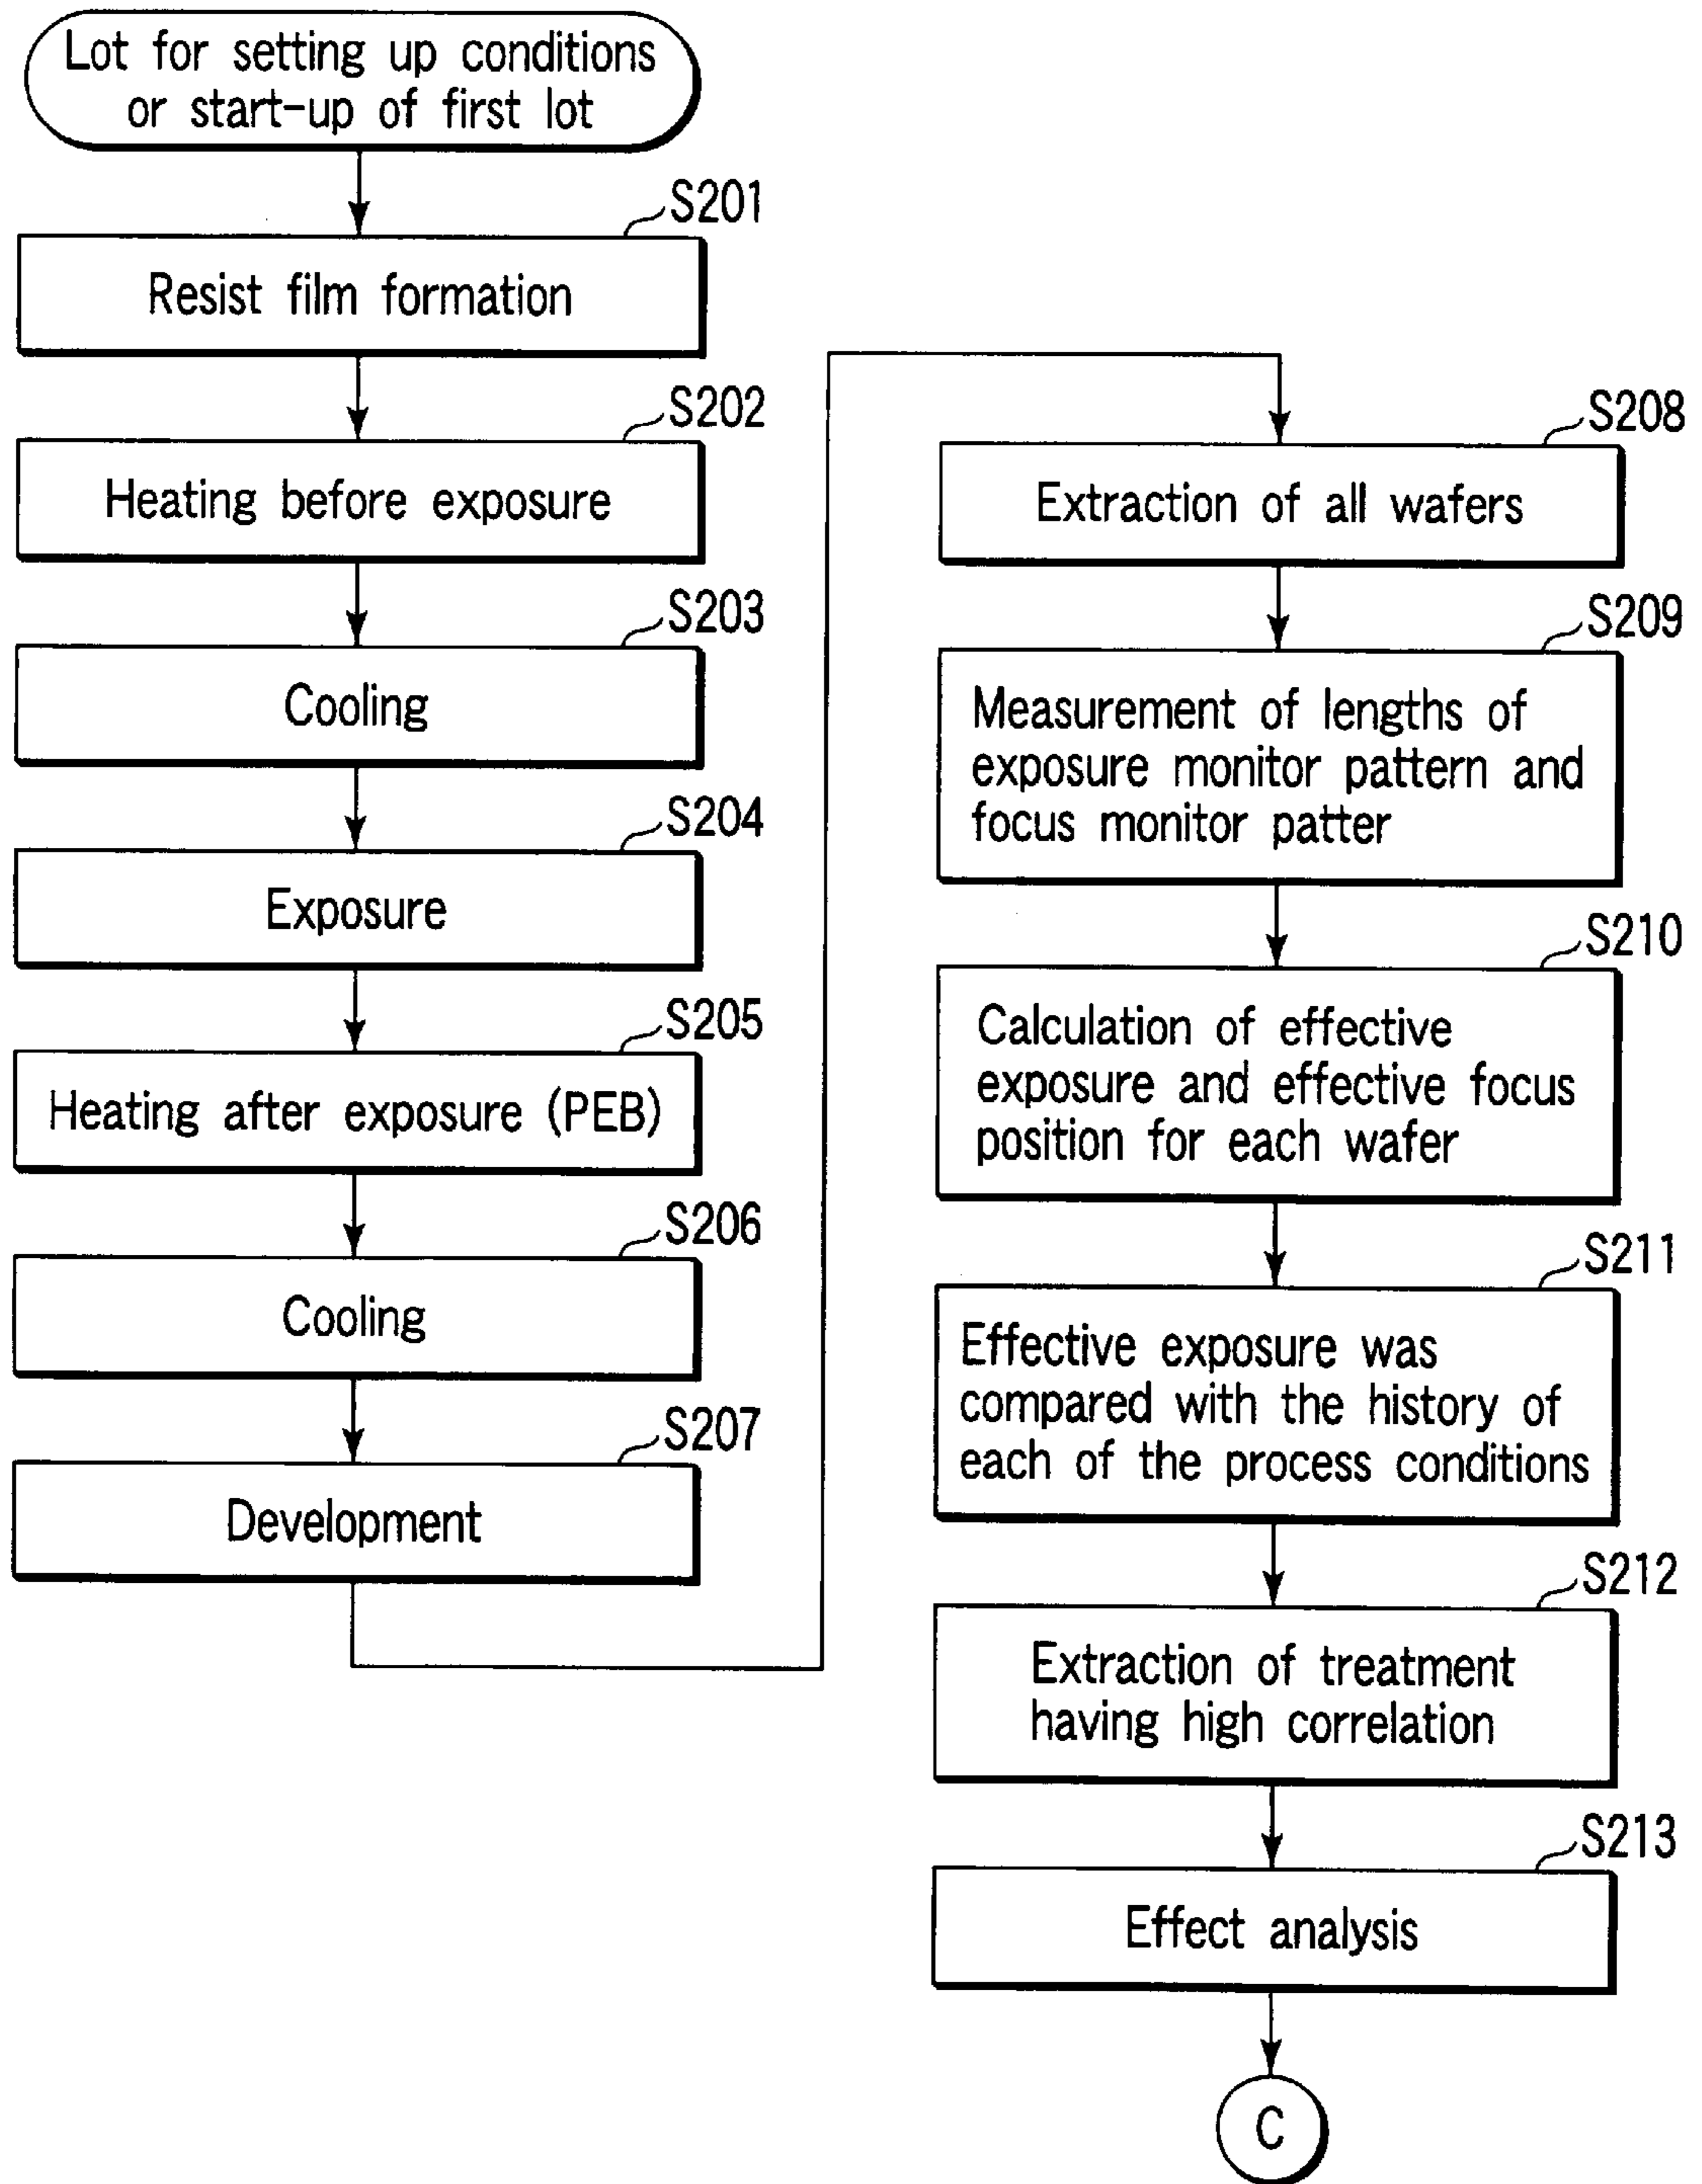 Lot for setting up conditions
or start-up of first lot
S201
Resist film formation
S202
Heating before exposure
S203
Cooling
S204
Exposure
S205
Heating after exposure (PEB)
S206
Cooling
S207
Development
S208
Extraction of all wafers
S209
Measurement of lengths of
exposure monitor pattern and
focus monitor patter
S210
Calculation of effective
exposure and effective focus
position for each wafer
S211
Effective exposure was
compared with the history of
each of the process conditions
S212
Extraction of treatment
having high correlation
S213
Effect analysis
C